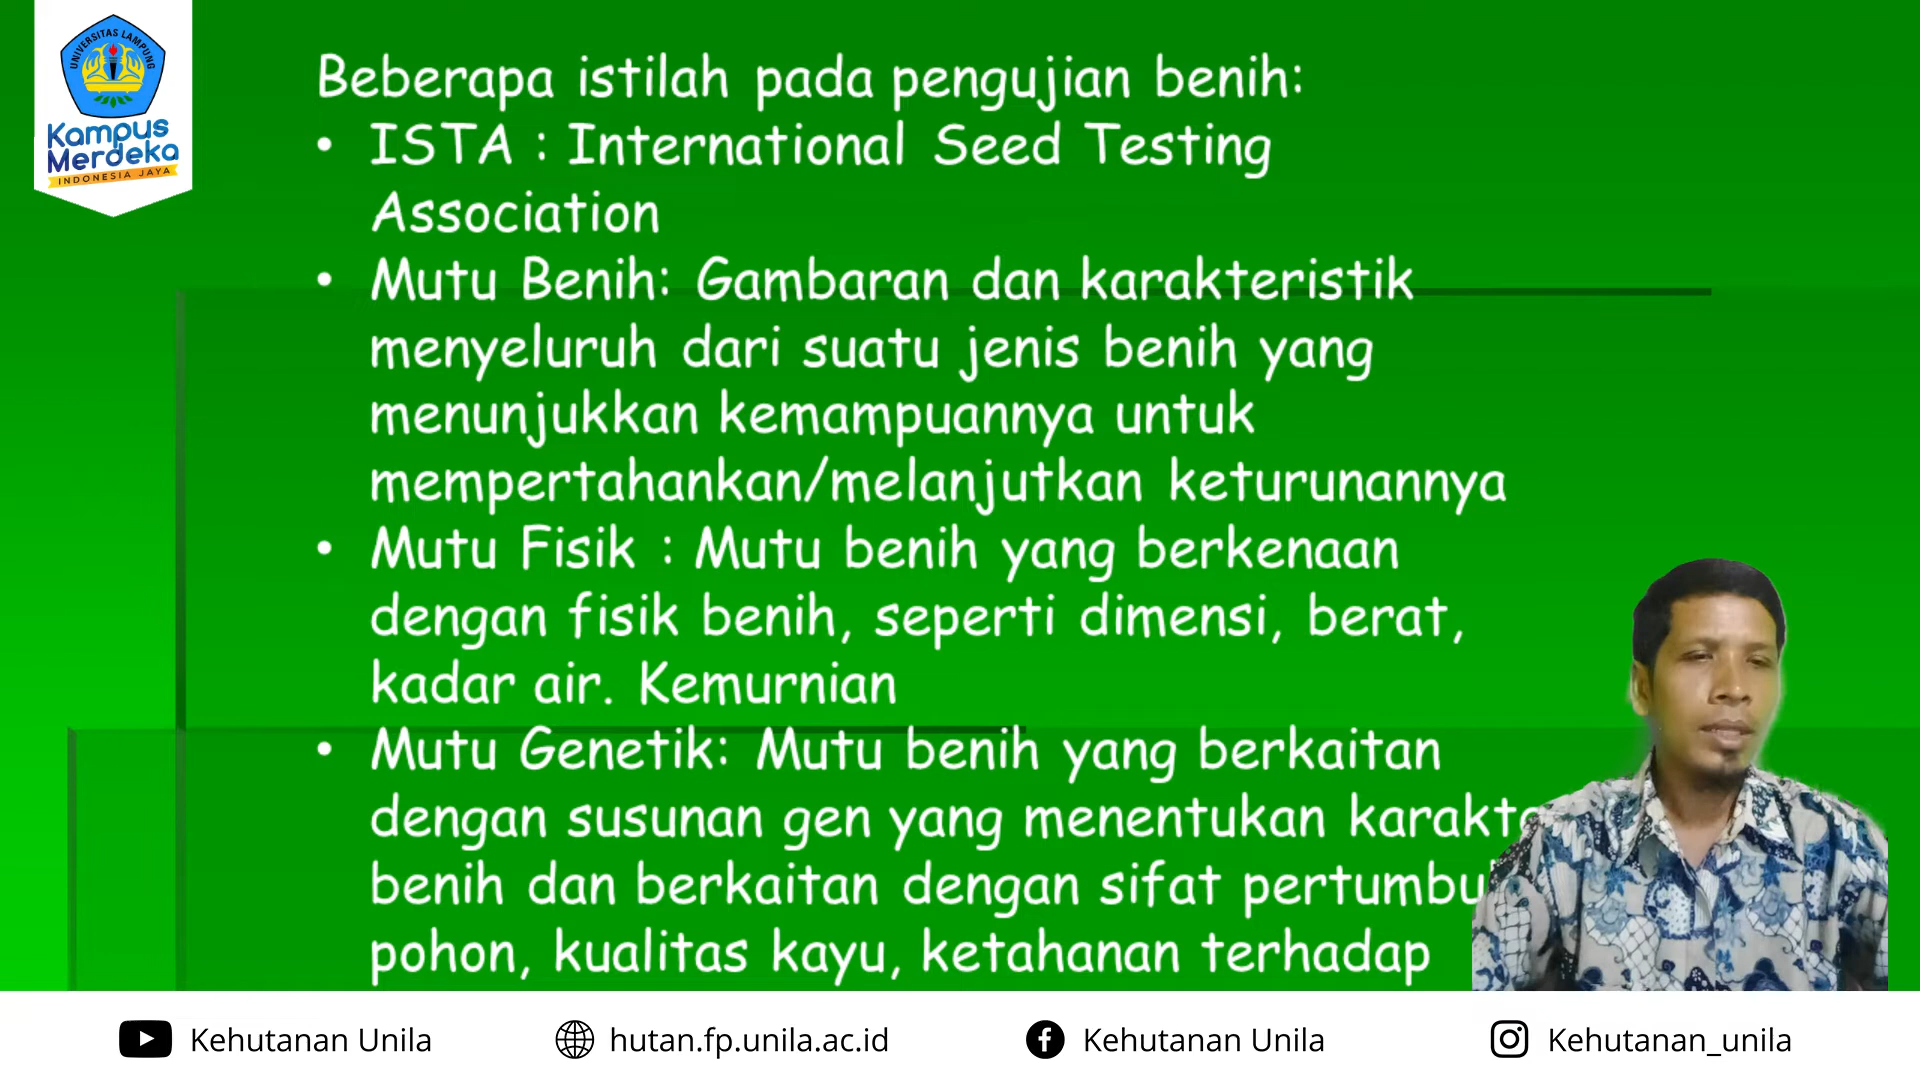 UNIVERSITAS LAMPUNG
Kampus
Merdeka
INDONESIA JAYA
Beberapa istilah pada pengujian benih:
• ISTA : International Seed Testing
Association
• Mutu Benih: Gambaran dan karakteristik
menyeluruh dari suatu jenis benih yang
menunjukkan kemampuannya untuk
mempertahankan/melanjutkan keturunannya
• Mutu Fisik : Mutu benih yang berkenaan
dengan fisik benih, seperti dimensi, berat,
kadar air. Kemurnian
• Mutu Genetik: Mutu benih yang berkaitan
dengan susunan gen yang menentukan
benih dan berkaitan dengan sifat
pohon, kualitas kayu, ketahanan terhadap
Kehutanan Unila
hutan.fp.unila.ac.id
Kehutanan Unila
Kehutanan_unila